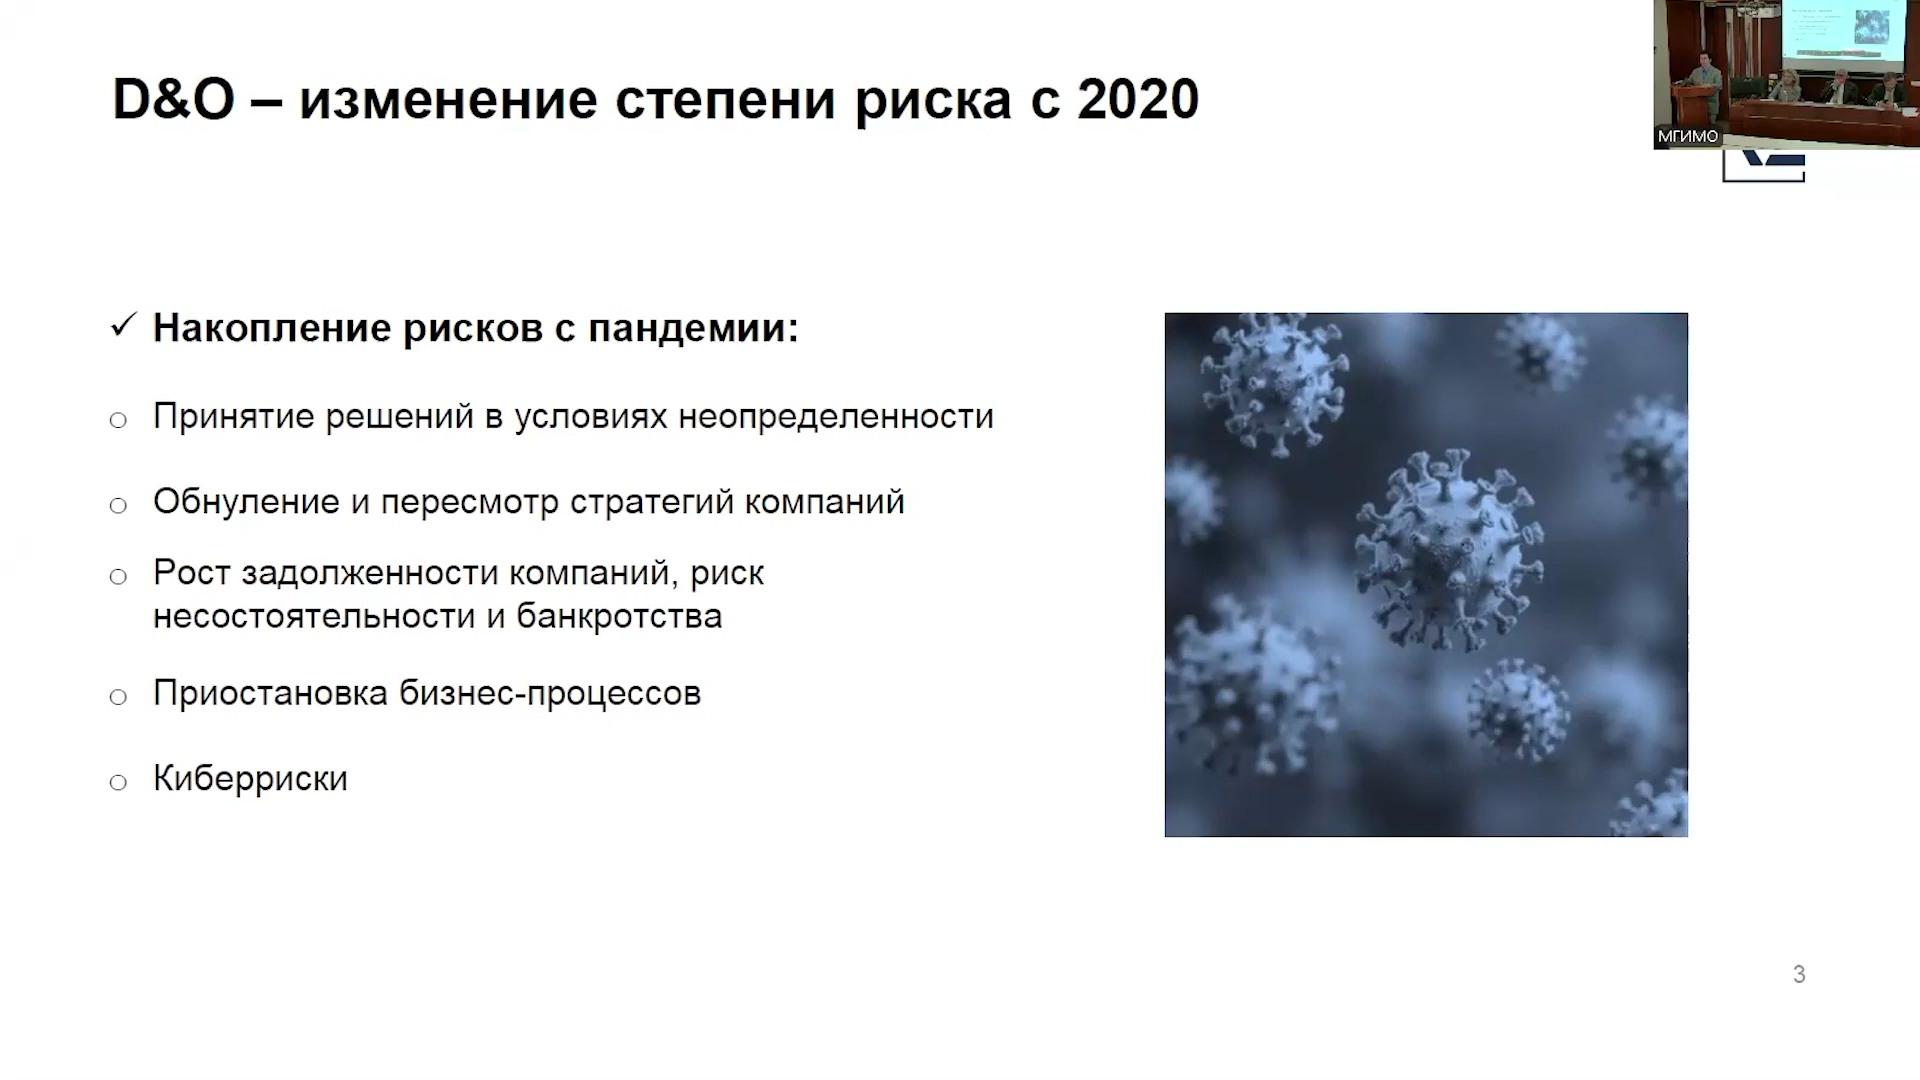 D&O – изменение степени риска с 2020
МГИМО
✓ Накопление рисков с пандемии:
○ Принятие решений в условиях неопределенности
○ Обнуление и пересмотр стратегий компаний
○ Рост задолженности компаний, риск
несостоятельности и банкротства
○ Приостановка бизнес-процессов
○ Киберриски
3